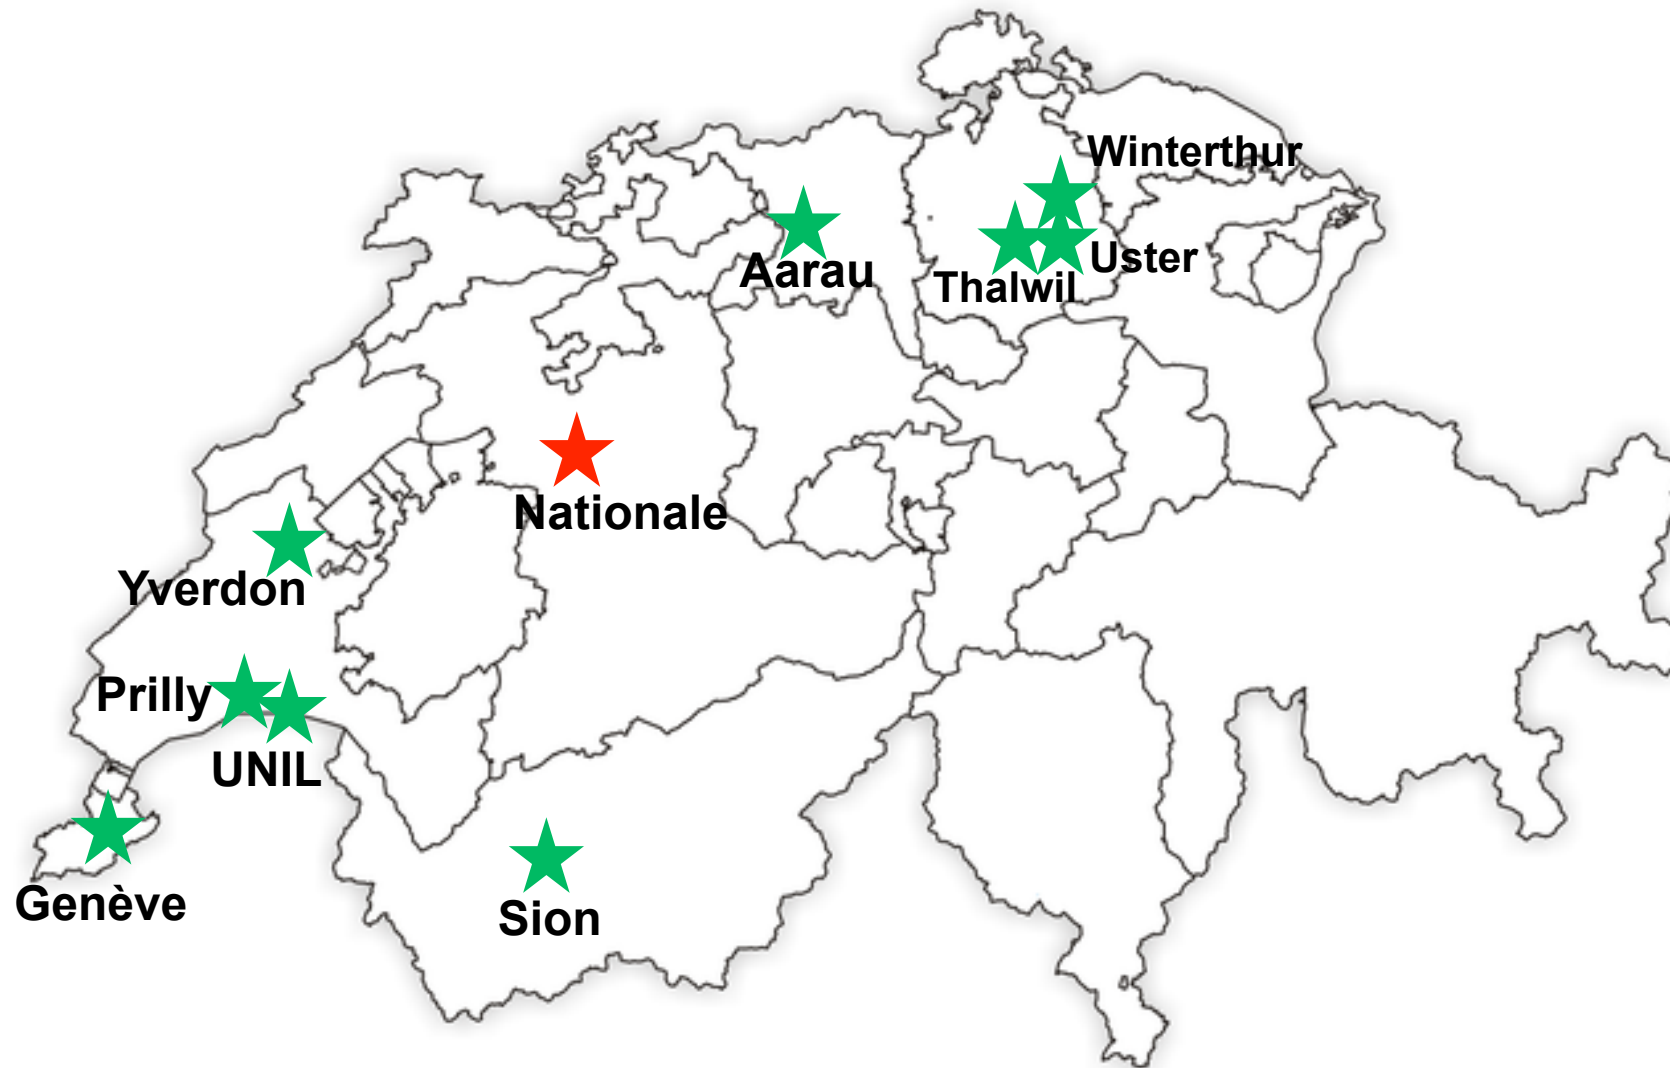 Winterthur
Aarau
Uster
Thalwil
Nationale
Yverdon
Prilly
UNIL
Genève
Sion